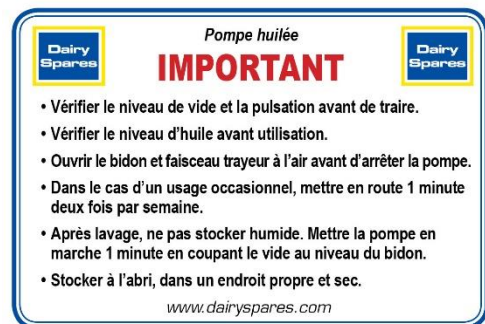 Pompe huilée
Dairy
Spares
IMPORTANT
Dairy
Spares
• Vérifier le niveau de vide et la pulsation avant de traire.
• Vérifier le niveau d'huile avant utilisation.
• Ouvrir le bidon et faisceau trayeur à l'air avant d'arrêter la pompe.
• Dans le cas d'un usage occasionnel, mettre en route 1 minute
deux fois par semaine.
• Après lavage, ne pas stocker humide. Mettre la pompe en
marche 1 minute en coupant le vide au niveau du bidon.
• Stocker à l'abri, dans un endroit propre et sec.
www.dairyspares.com